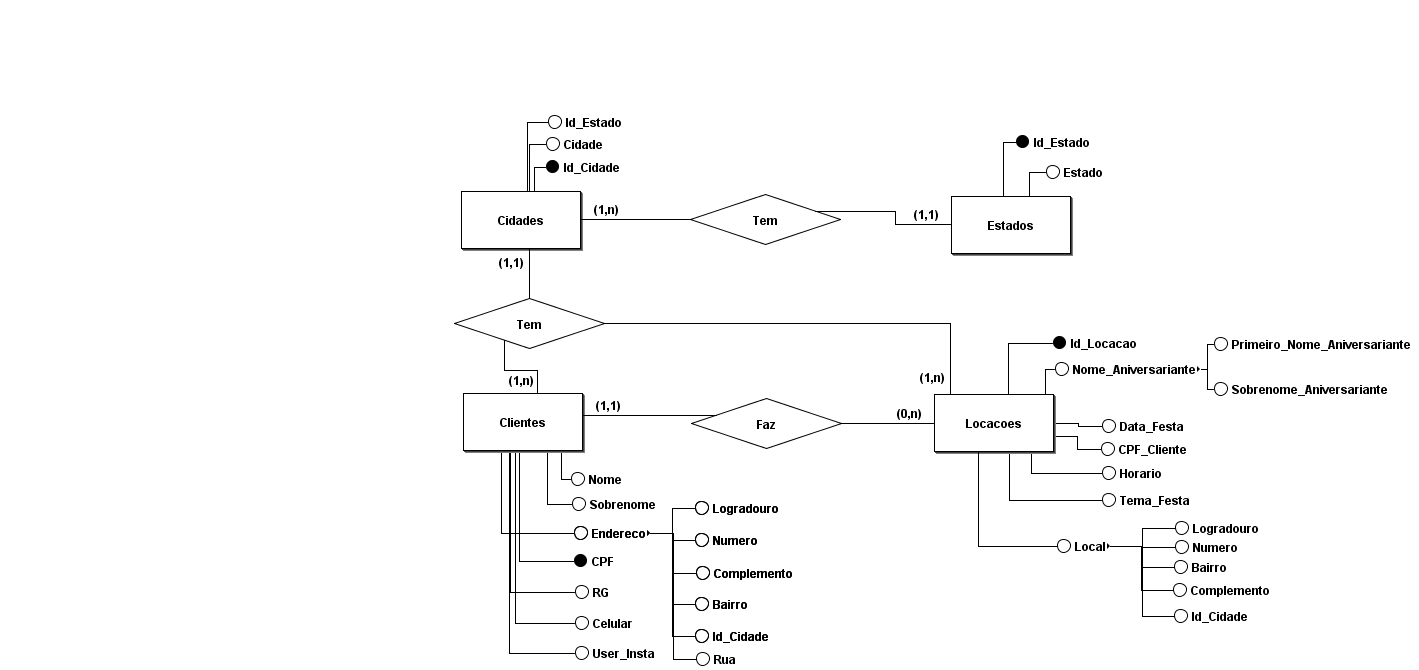 Id_Estado
Cidade
Id_Cidade
Id_Estado
Estado
Cidades
(1,n)
Tem
(1,1)
Estados
(1,1)
Tem
(1,n)
(1,n)
Id_Locacao
Nome_Aniversariante
Primeiro_Nome_Aniversariante
Sobrenome_Aniversariante
Clientes
(1,1)
Faz
(0,n)
Locacoes
Data_Festa
CPF_Cliente
Horario
Tema_Festa
Nome
Sobrenome
Endereco
CPF
RG
Celular
User_Insta
Logradouro
Numero
Complemento
Bairro
Id_Cidade
Rua
Local
Logradouro
Numero
Bairro
Complemento
Id_Cidade